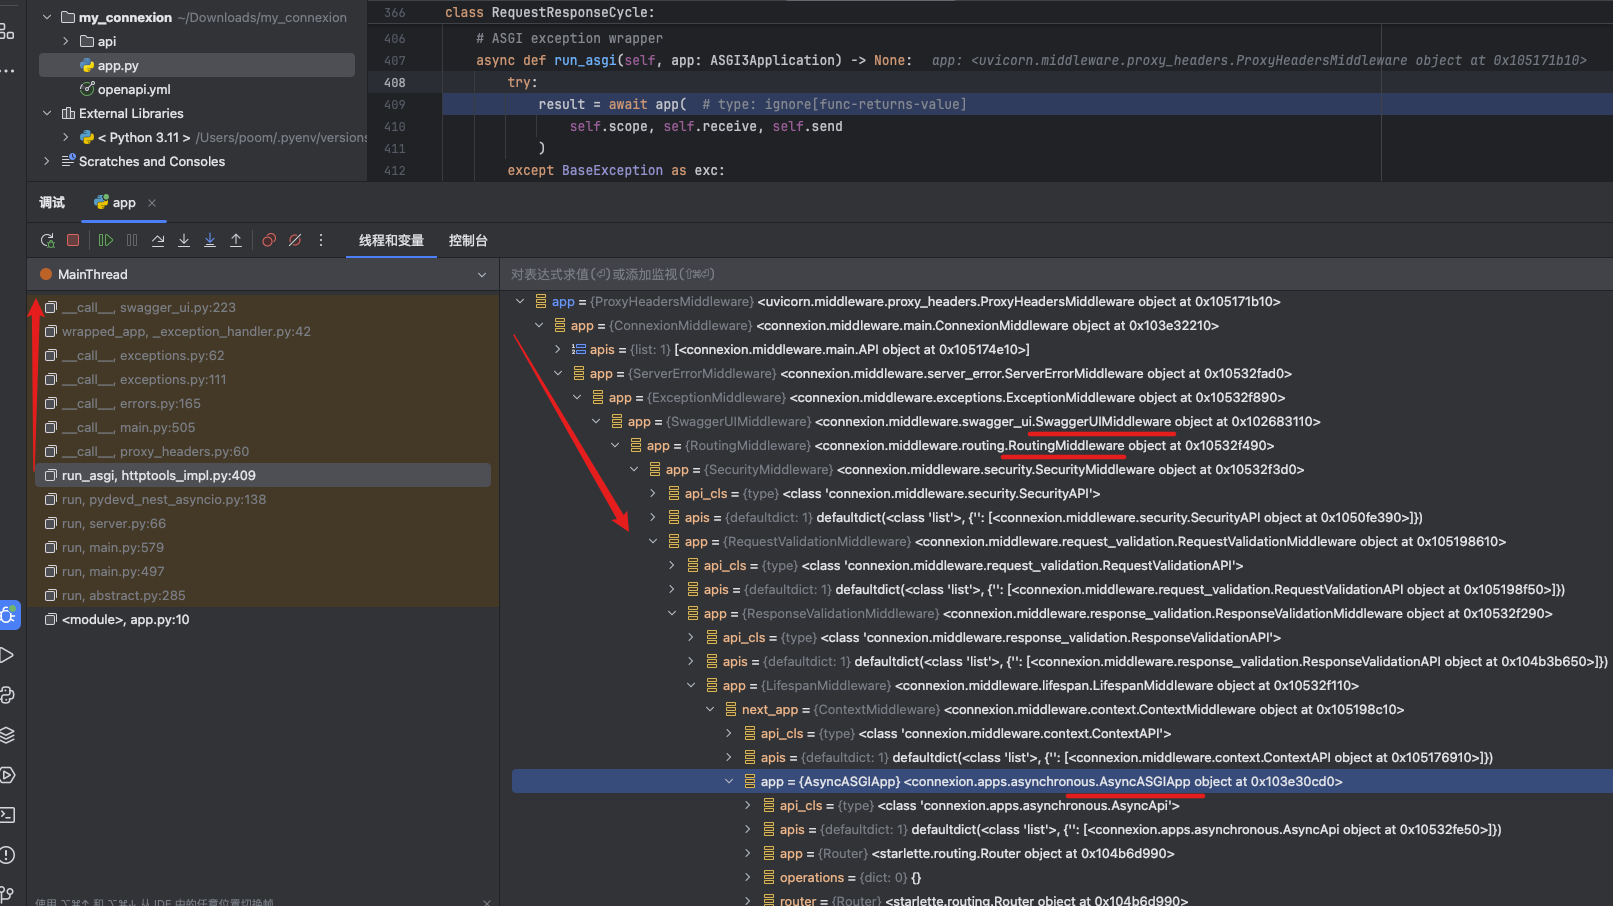 my_connexion ~/Downloads/my_connexion
api
app.py
openapi.yml
External Libraries
< Python 3.11 > /Users/poom/.pyenv/versions
Scratches and Consoles
366 class RequestResponseCycle:
406 # ASGI exception wrapper
407 async def run_asgi(self, app: ASGI3Application) -> None: app: <uvicorn.middleware.proxy_headers.ProxyHeadersMiddleware object at 0x105171b10>
408 try:
409 result = await app( # type: ignore[func-returns-value]
410 self.scope, self.receive, self.send
411 )
412 except BaseException as exc:
调试 app
线程和变量 控制台
MainThread
__call__, swagger_ui.py:223
wrapped_app, _exception_handler.py:42
__call__, exceptions.py:62
__call__, exceptions.py:111
__call__, errors.py:165
__call__, main.py:505
__call__, proxy_headers.py:60
run_asgi, httptools_impl.py:409
run, pydevd_nest_asyncio.py:138
run, server.py:66
run, main.py:579
run, main.py:497
run, abstract.py:285
<module>, app.py:10
使用 ⌥⌘↑ 和 ⌥⌘↓ 从 IDE 中的任意位置切换帧
对表达式求值(⏎)或添加监视(⇧⌘⏎)
app = {ProxyHeadersMiddleware} <uvicorn.middleware.proxy_headers.ProxyHeadersMiddleware object at 0x105171b10>
app = {ConnexionMiddleware} <connexion.middleware.main.ConnexionMiddleware object at 0x103e32210>
apis = {list: 1} [<connexion.middleware.main.API object at 0x105174e10>]
app = {ServerErrorMiddleware} <connexion.middleware.server_error.ServerErrorMiddleware object at 0x10532fad0>
app = {ExceptionMiddleware} <connexion.middleware.exceptions.ExceptionMiddleware object at 0x10532f890>
app = {SwaggerUIMiddleware} <connexion.middleware.swagger_ui.SwaggerUIMiddleware object at 0x102683110>
app = {RoutingMiddleware} <connexion.middleware.routing.RoutingMiddleware object at 0x10532f490>
app = {SecurityMiddleware} <connexion.middleware.security.SecurityMiddleware object at 0x10532f3d0>
api_cls = {type} <class 'connexion.middleware.security.SecurityAPI'>
apis = {defaultdict: 1} defaultdict(<class 'list'>, {'': [<connexion.middleware.security.SecurityAPI object at 0x1050fe390>]})
app = {RequestValidationMiddleware} <connexion.middleware.request_validation.RequestValidationMiddleware object at 0x105198610>
api_cls = {type} <class 'connexion.middleware.request_validation.RequestValidationAPI'>
apis = {defaultdict: 1} defaultdict(<class 'list'>, {'': [<connexion.middleware.request_validation.RequestValidationAPI object at 0x105198f50>]})
app = {ResponseValidationMiddleware} <connexion.middleware.response_validation.ResponseValidationMiddleware object at 0x10532f290>
api_cls = {type} <class 'connexion.middleware.response_validation.ResponseValidationAPI'>
apis = {defaultdict: 1} defaultdict(<class 'list'>, {'': [<connexion.middleware.response_validation.ResponseValidationAPI object at 0x104b3b650>]})
app = {LifespanMiddleware} <connexion.middleware.lifespan.LifespanMiddleware object at 0x10532f110>
next_app = {ContextMiddleware} <connexion.middleware.context.ContextMiddleware object at 0x105198c10>
api_cls = {type} <class 'connexion.middleware.context.ContextAPI'>
apis = {defaultdict: 1} defaultdict(<class 'list'>, {'': [<connexion.middleware.context.ContextAPI object at 0x105176910>]})
app = {AsyncASGIApp} <connexion.apps.asynchronous.AsyncASGIApp object at 0x103e30cd0>
api_cls = {type} <class 'connexion.apps.asynchronous.AsyncApi'>
apis = {defaultdict: 1} defaultdict(<class 'list'>, {'': [<connexion.apps.asynchronous.AsyncApi object at 0x10532fe50>]})
app = {Router} <starlette.routing.Router object at 0x104b6d990>
operations = {dict: 0} {}
router = {Router} <starlette.routing.Router object at 0x104b6d990>